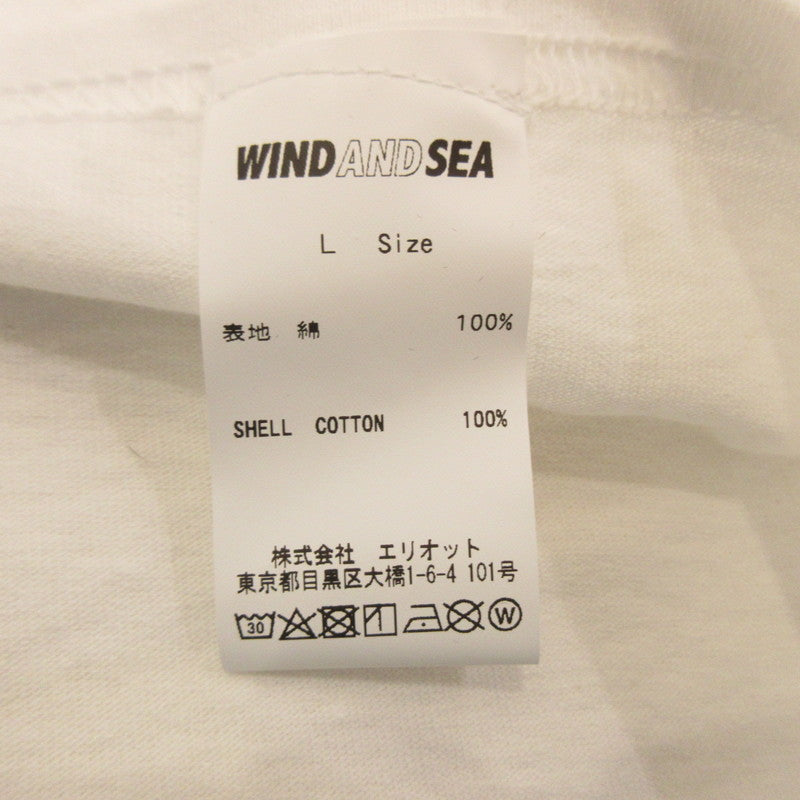 WINDANDSEA
L Size
表地 綿 100%
SHELL COTTON 100%
株式会社 エリオット
東京都目黒区大橋1-6-4 101号
30 W